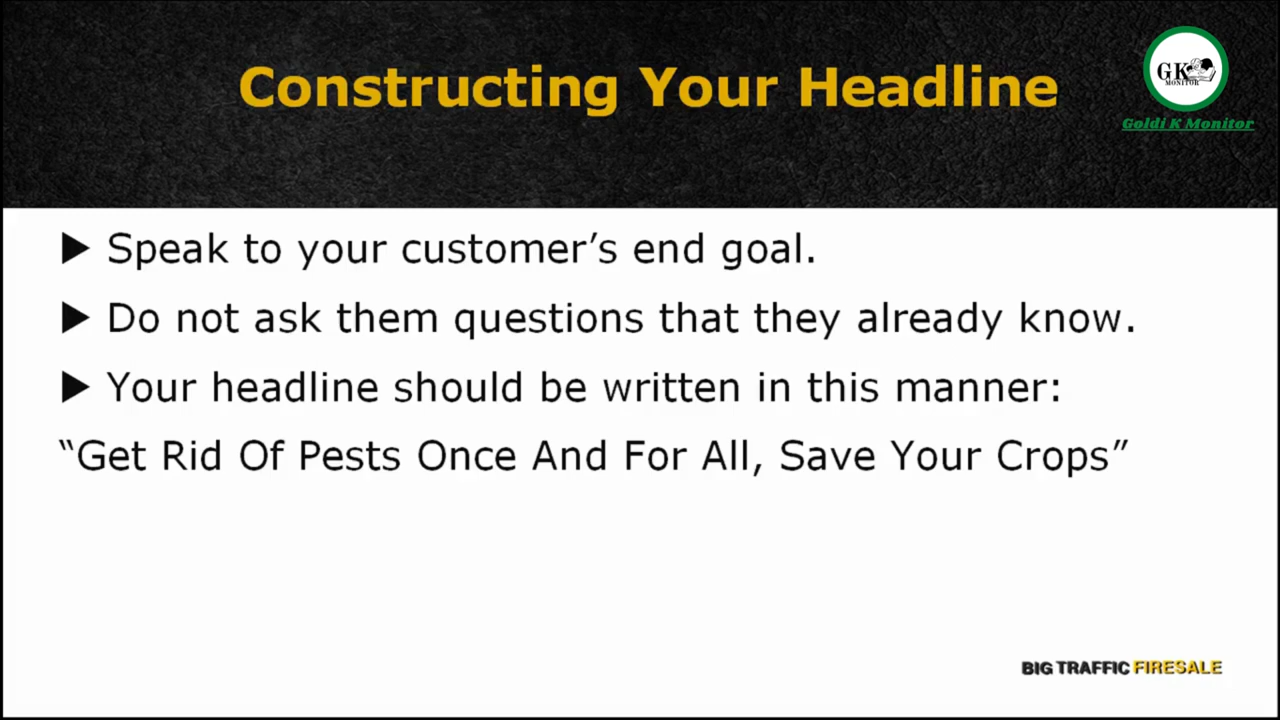 Constructing Your Headline
GK
MONITOR
Goldi K Monitor
▶ Speak to your customer’s end goal.
▶ Do not ask them questions that they already know.
▶ Your headline should be written in this manner:
“Get Rid Of Pests Once And For All, Save Your Crops”
BIG TRAFFIC FIRESALE